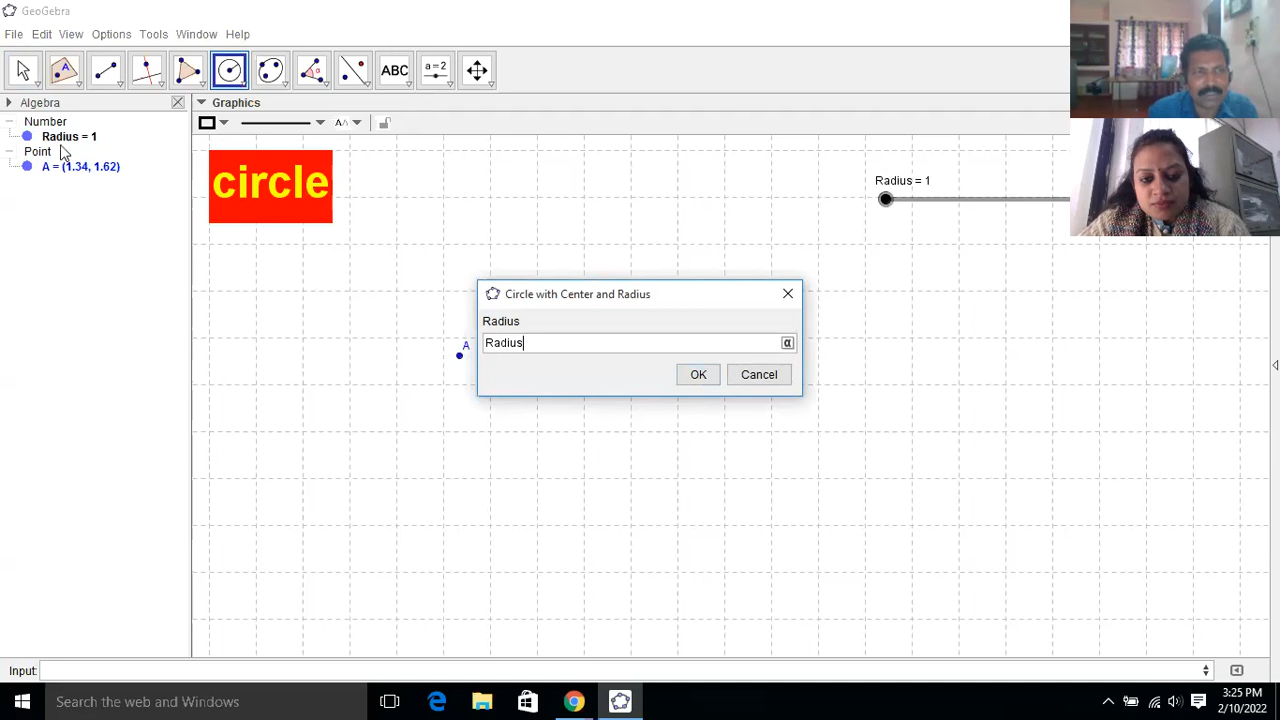 GeoGebra
File Edit View Options Tools Window Help
A α ABC a=2
Algebra
Graphics
Number
Radius = 1
Point
A = (1.34, 1.62)
circle
Radius = 1
Circle with Center and Radius
Radius
Radius α
A
OK Cancel
Input:
Search the web and Windows
3:25 PM
2/10/2022